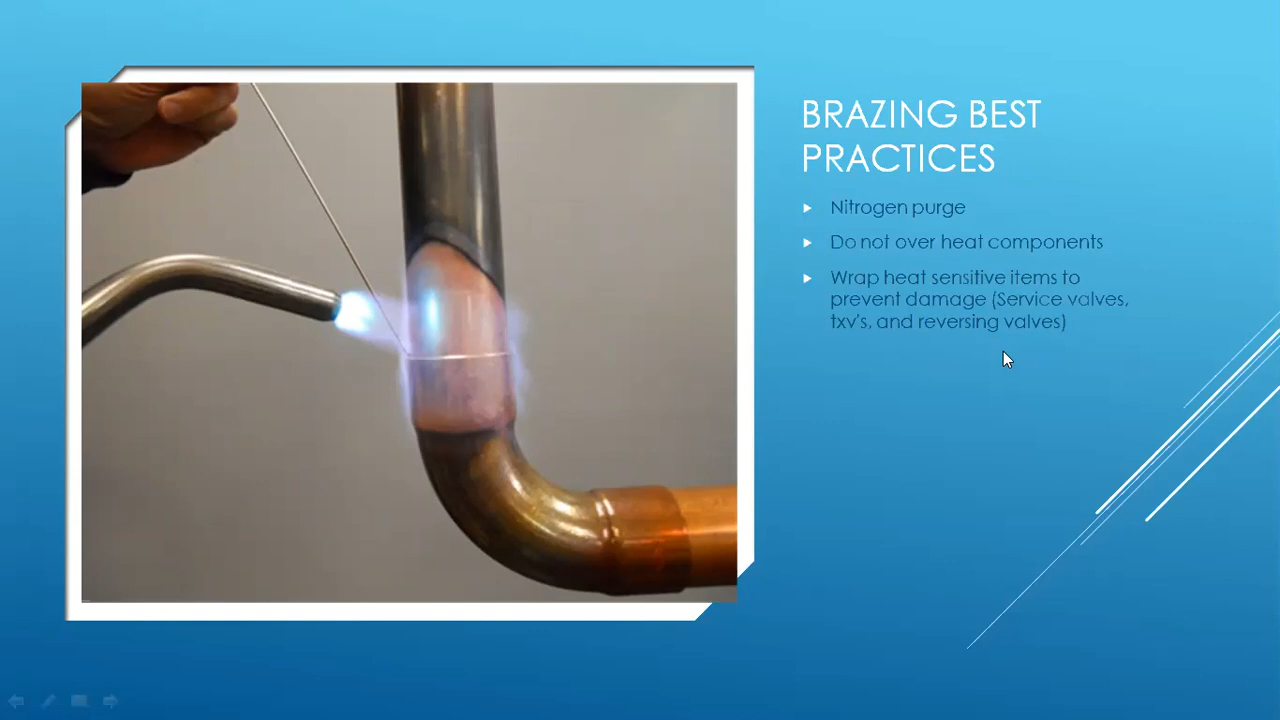 BRAZING BEST
PRACTICES
Nitrogen purge
Do not over heat components
Wrap heat sensitive items to
prevent damage (Service valves,
txv's, and reversing valves)